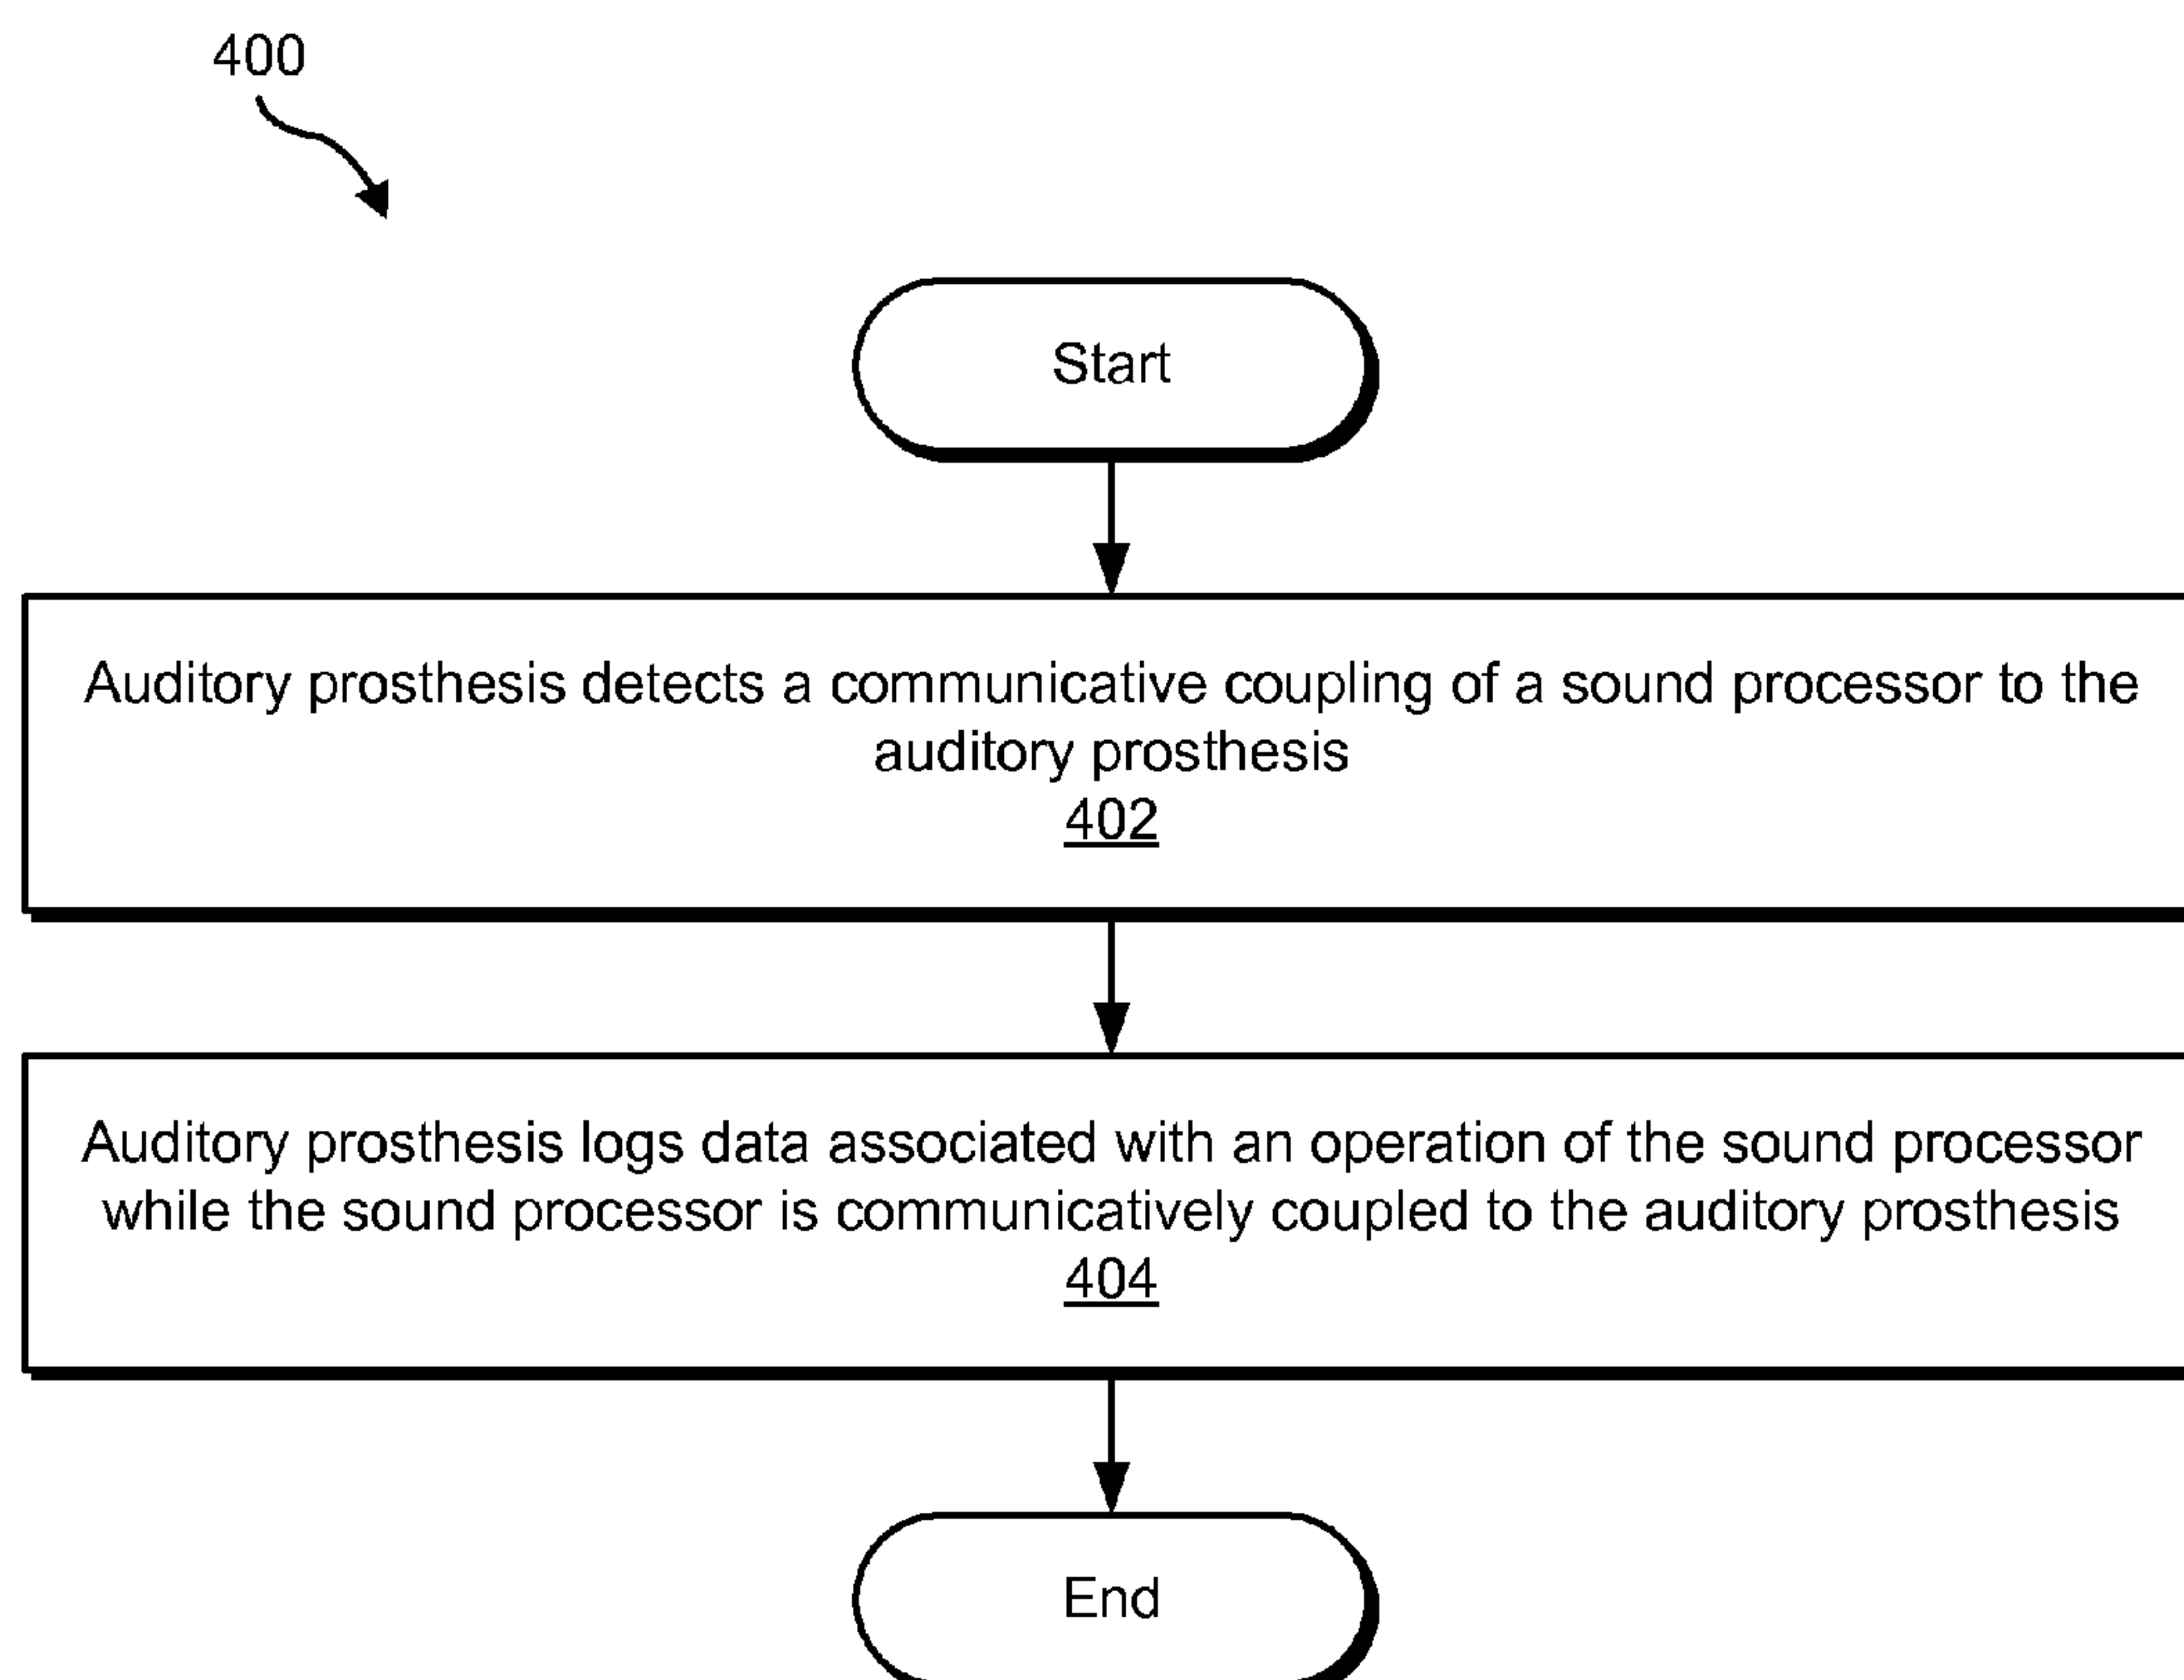 400
Start
Auditory prosthesis detects a communicative coupling of a sound processor to the
auditory prosthesis
402
Auditory prosthesis logs data associated with an operation of the sound processor
while the sound processor is communicatively coupled to the auditory prosthesis
404
End